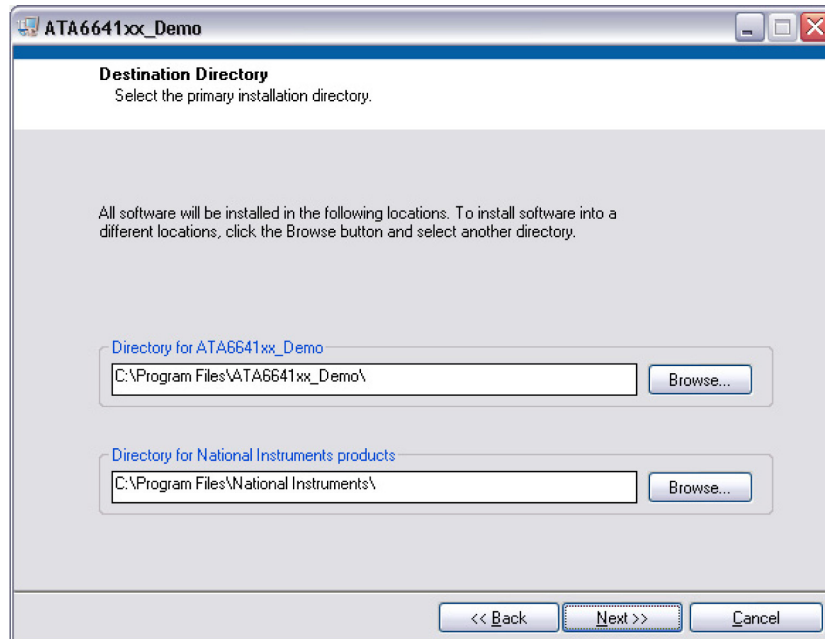 ATA6641xx_Demo
Destination Directory
Select the primary installation directory.
All software will be installed in the following locations. To install software into a
different locations, click the Browse button and select another directory.
Directory for ATA6641xx_Demo
C:\Program Files\ATA6641xx_Demo\
Browse...
Directory for National Instruments products
C:\Program Files\National Instruments\
Browse...
<< Back
Next >>
Cancel